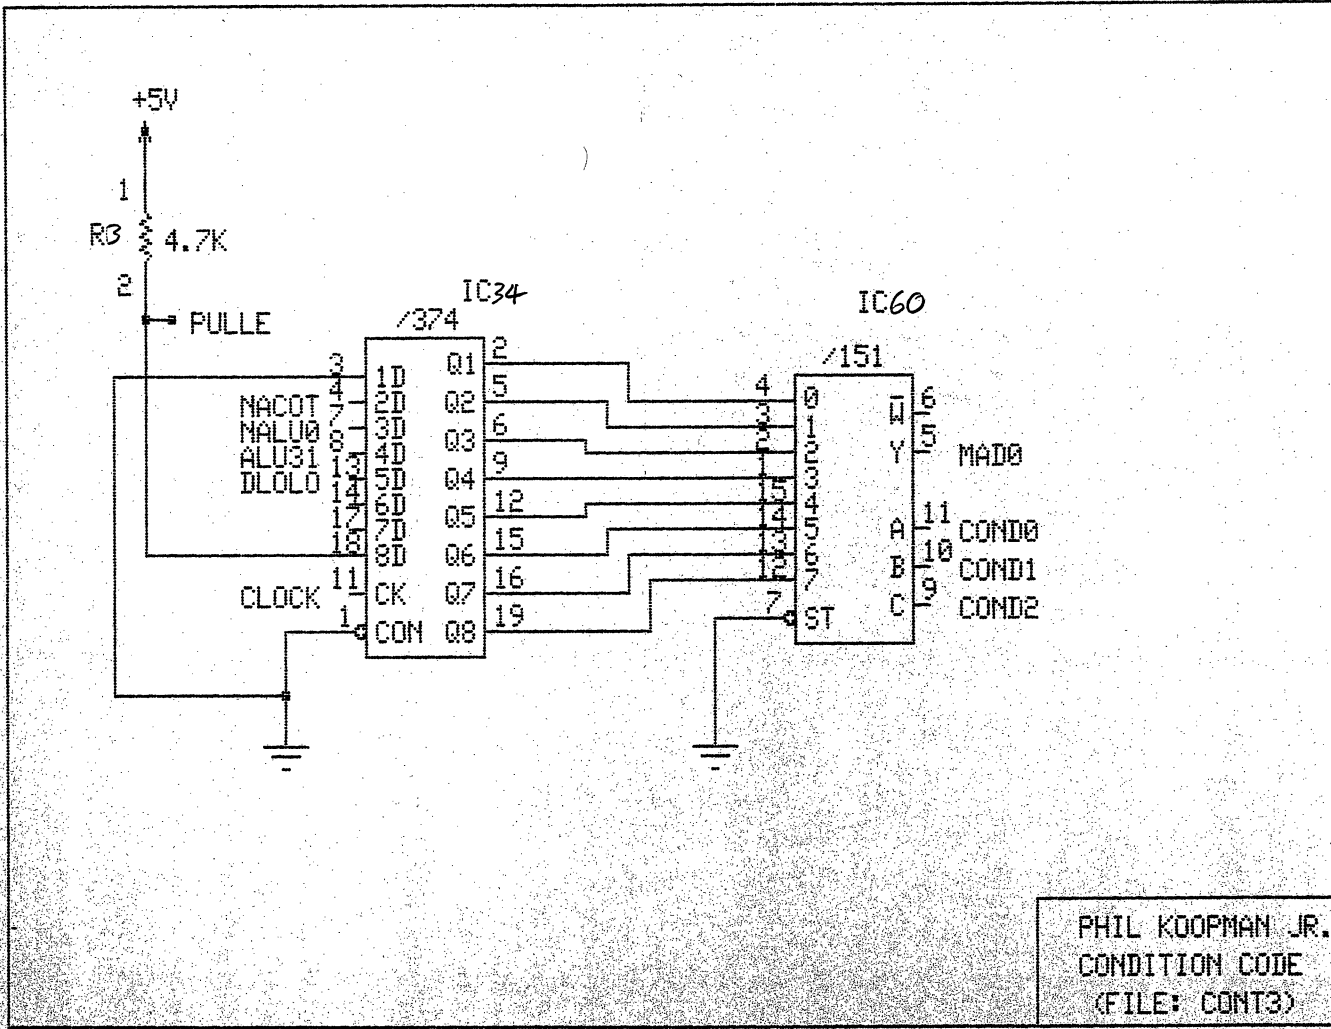 +5V
1
R3 4.7K
2
PULLE
IC34
/374
3 1D Q1 2
4 2D Q2 5
7 3D Q3 6
8 4D Q4 9
13 5D Q5 12
14 6D Q6 15
17 7D Q7 16
18 8D Q8 19
11 CK
1 CON
NACOT
NALU0
ALU31
DLOLO
CLOCK
IC60
/151
4 0
3 1
2 2
1 3
15 4
14 5
13 6
12 7
7 ST
W 6
Y 5 MAD0
A 11 COND0
B 10 COND1
C 9 COND2
PHIL KOOPMAN JR.
CONDITION CODE
(FILE: CONT3)